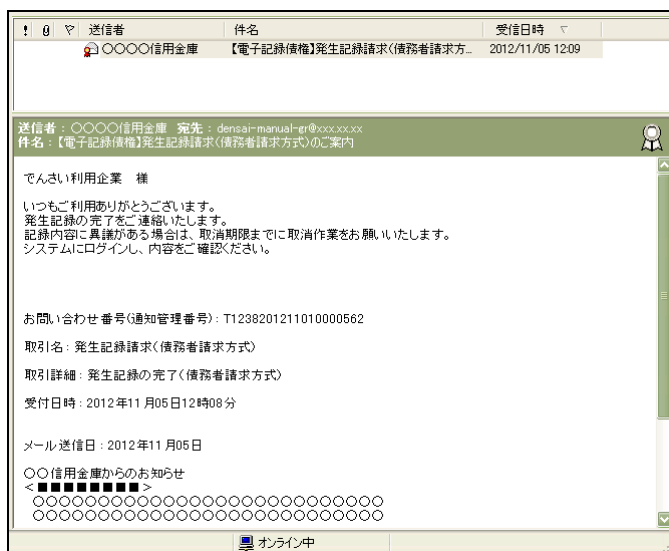 ! 送信者 件名 受信日時
〇〇〇〇信用金庫 【電子記録債権】発生記録請求(債務者請求方... 2012/11/05 12:09
送信者：〇〇〇〇信用金庫 宛先：densai-manual-gr@xxx.xx.xx
件名：【電子記録債権】発生記録請求(債務者請求方式)のご案内
でんさい利用企業 様
いつもご利用ありがとうございます。
発生記録の完了をご連絡いたします。
記録内容に異議がある場合は、取消期限までに取消作業をお願いいたします。
システムにログインし、内容をご確認ください。
お問い合わせ番号(通知管理番号)：T1238201211010000562
取引名：発生記録請求(債務者請求方式)
取引詳細：発生記録の完了(債務者請求方式)
受付日時：2012年11月05日12時08分
メール送信日：2012年11月05日
〇〇信用金庫からのお知らせ
<■■■■■■■■>
〇〇〇〇〇〇〇〇〇〇〇〇〇〇〇〇〇〇〇〇〇〇〇〇〇〇〇
〇〇〇〇〇〇〇〇〇〇〇〇〇〇〇〇〇〇〇〇〇〇〇〇〇〇〇
オンライン中